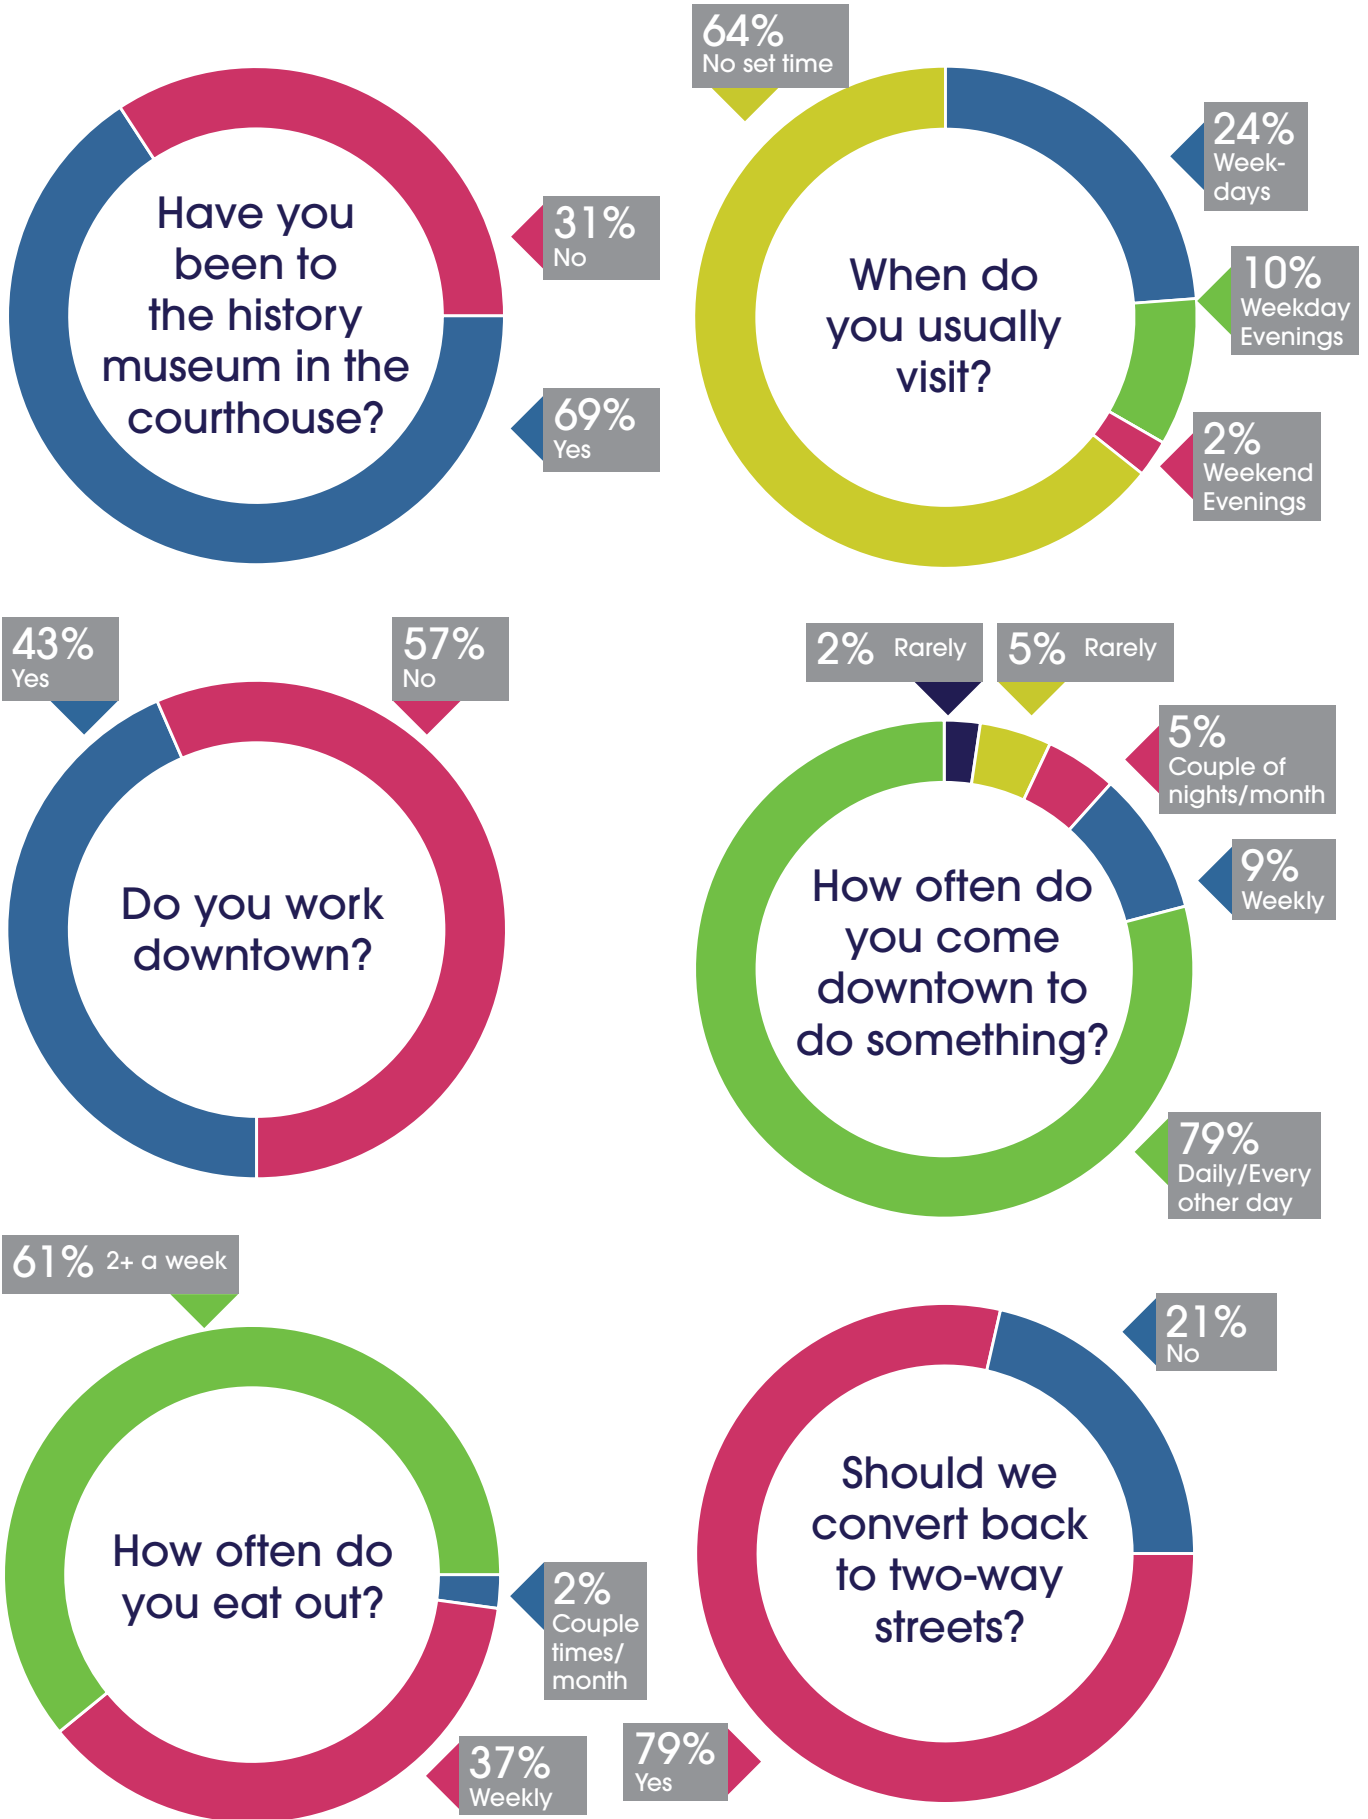 Have you
been to
the history
museum in the
courthouse?
31%
No
69%
Yes
64%
No set time
When do
you usually
visit?
24%
Week-
days
10%
Weekday
Evenings
2%
Weekend
Evenings
43%
Yes
57%
No
Do you work
downtown?
2% Rarely
5% Rarely
5%
Couple of
nights/month
9%
Weekly
How often do
you come
downtown to
do something?
79%
Daily/Every
other day
61% 2+ a week
How often do
you eat out?
2%
Couple
times/
month
37%
Weekly
21%
No
Should we
convert back
to two-way
streets?
79%
Yes